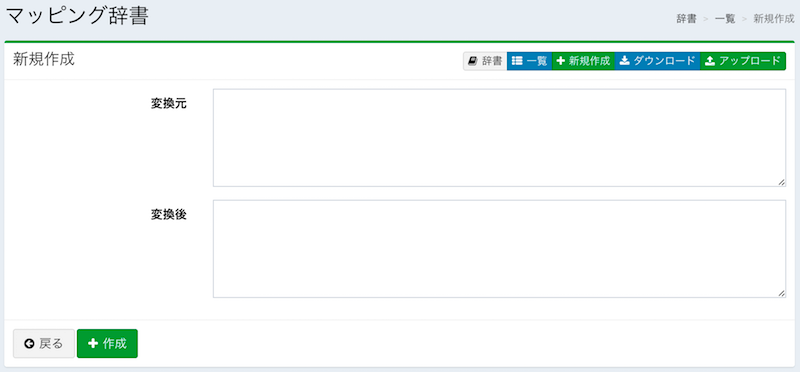 マッピング辞書
辞書 > 一覧 > 新規作成
新規作成
辞書 一覧 新規作成 ダウンロード アップロード
変換元
変換後
戻る 作成